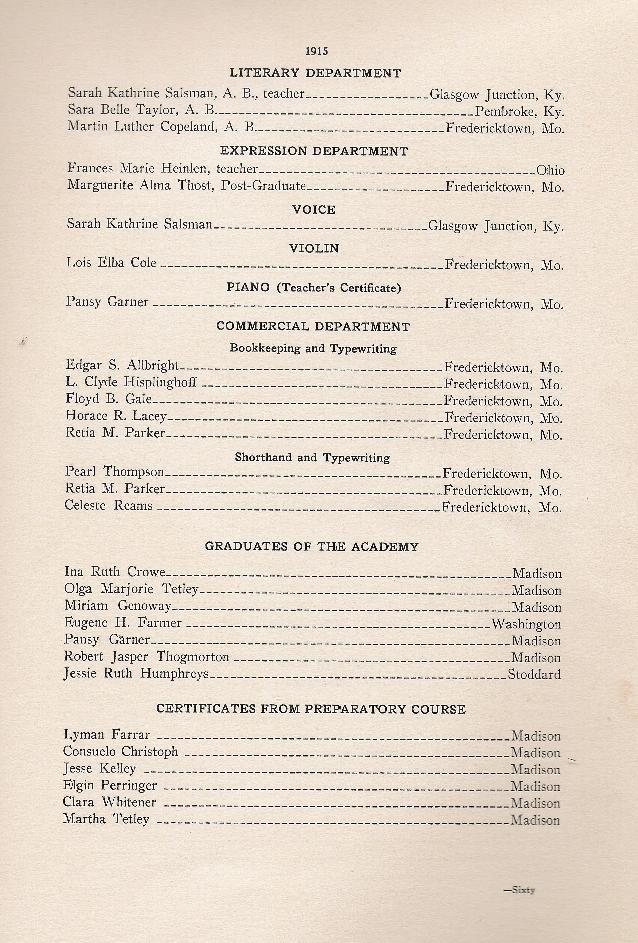 1915
LITERARY DEPARTMENT
Sarah Kathrine Salsman, A. B., teacher Glasgow Junction, Ky.
Sara Belle Taylor, A. B. Pembroke, Ky.
Martin Luther Copeland, A. B. Fredericktown, Mo.
EXPRESSION DEPARTMENT
Frances Marie Heinlen, teacher Ohio
Marguerite Alma Thost, Post-Graduate Fredericktown, Mo.
VOICE
Sarah Kathrine Salsman Glasgow Junction, Ky.
VIOLIN
Lois Elba Cole Fredericktown, Mo.
PIANO (Teacher's Certificate)
Pansy Garner Fredericktown, Mo.
COMMERCIAL DEPARTMENT
Bookkeeping and Typewriting
Edgar S. Allbright Fredericktown, Mo.
L. Clyde Hisplinghoff Fredericktown, Mo.
Floyd B. Gale Fredericktown, Mo.
Horace R. Lacey Fredericktown, Mo.
Retia M. Parker Fredericktown, Mo.
Shorthand and Typewriting
Pearl Thompson Fredericktown, Mo.
Retia M. Parker Fredericktown, Mo.
Celeste Reams Fredericktown, Mo.
GRADUATES OF THE ACADEMY
Ina Ruth Crowe Madison
Olga Marjorie Tetley Madison
Miriam Genoway Madison
Eugene H. Farmer Washington
Pansy Garner Madison
Robert Jasper Thogmorton Madison
Jessie Ruth Humphreys Stoddard
CERTIFICATES FROM PREPARATORY COURSE
Lyman Farrar Madison
Consuelo Christoph Madison
Jesse Kelley Madison
Elgin Perringer Madison
Clara Whitener Madison
Martha Tetley Madison
—Sixty